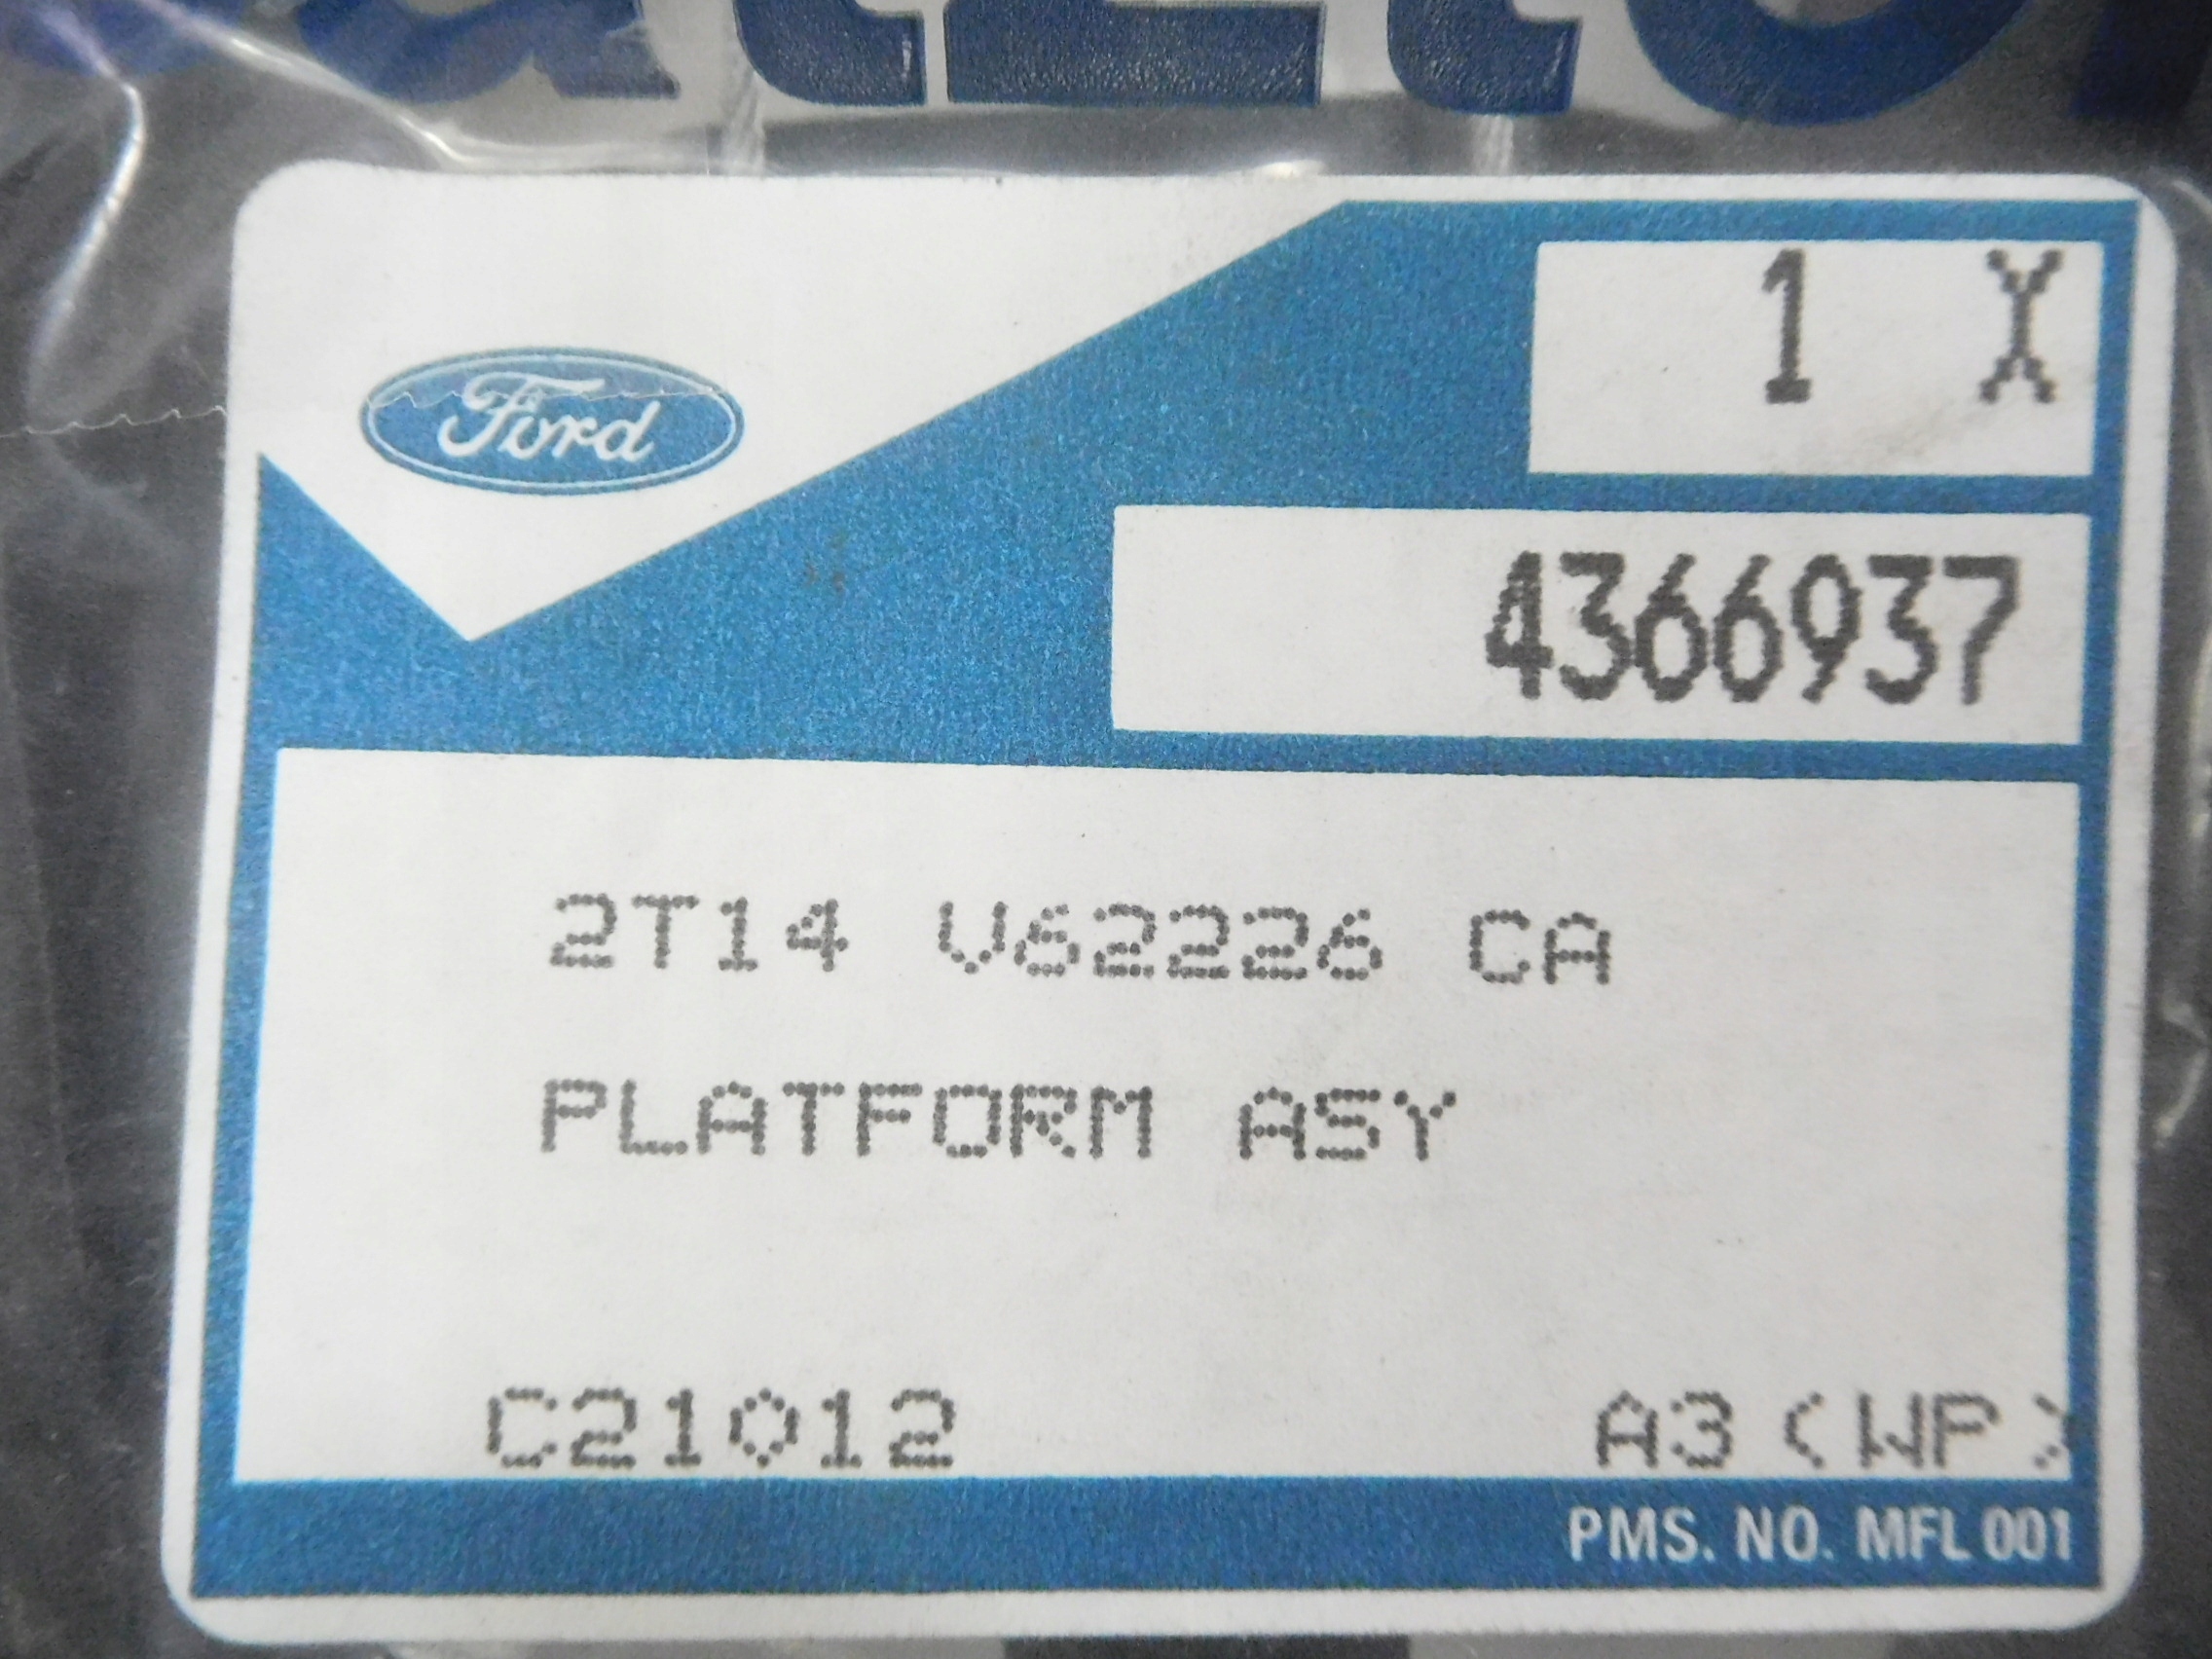 Ford
1 X
4366937
2T14 V62226 CA
PLATFORM ASY
C21012 A3 (WP)
PMS. NO. MFL 001